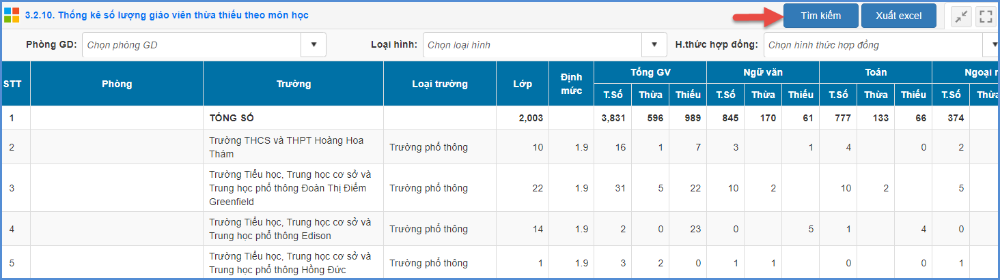 3.2.10. Thống kê số lượng giáo viên thừa thiếu theo môn học Tìm kiếm Xuất excel
Phòng GD: Chọn phòng GD Loại hình: Chọn loại hình H.thức hợp đồng: Chọn hình thức hợp đồng
STT Phòng Trường Loại trường Lớp Định mức Tổng GV Ngữ văn Toán Ngoại
T.Số Thừa Thiếu T.Số Thừa Thiếu T.Số Thừa Thiếu T.Số Thừa
1 TỔNG SỐ 2,003 3,831 596 989 845 170 61 777 133 66 374
2 Trường THCS và THPT Hoàng Hoa
Thám Trường phổ thông 10 1.9 16 1 7 3 1 4 0 2
3 Trường Tiểu học, Trung học cơ sở và
Trung học phổ thông Đoàn Thị Điểm
Greenfield Trường phổ thông 22 1.9 31 5 22 10 2 10 2 5
4 Trường Tiểu học, Trung học cơ sở và
Trung học phổ thông Edison Trường phổ thông 14 1.9 2 0 23 0 5 1 4 0
5 Trường Tiểu học, Trung học cơ sở và
Trung học phổ thông Hồng Đức Trường phổ thông 1 1.9 3 2 0 1 1 0 0 1